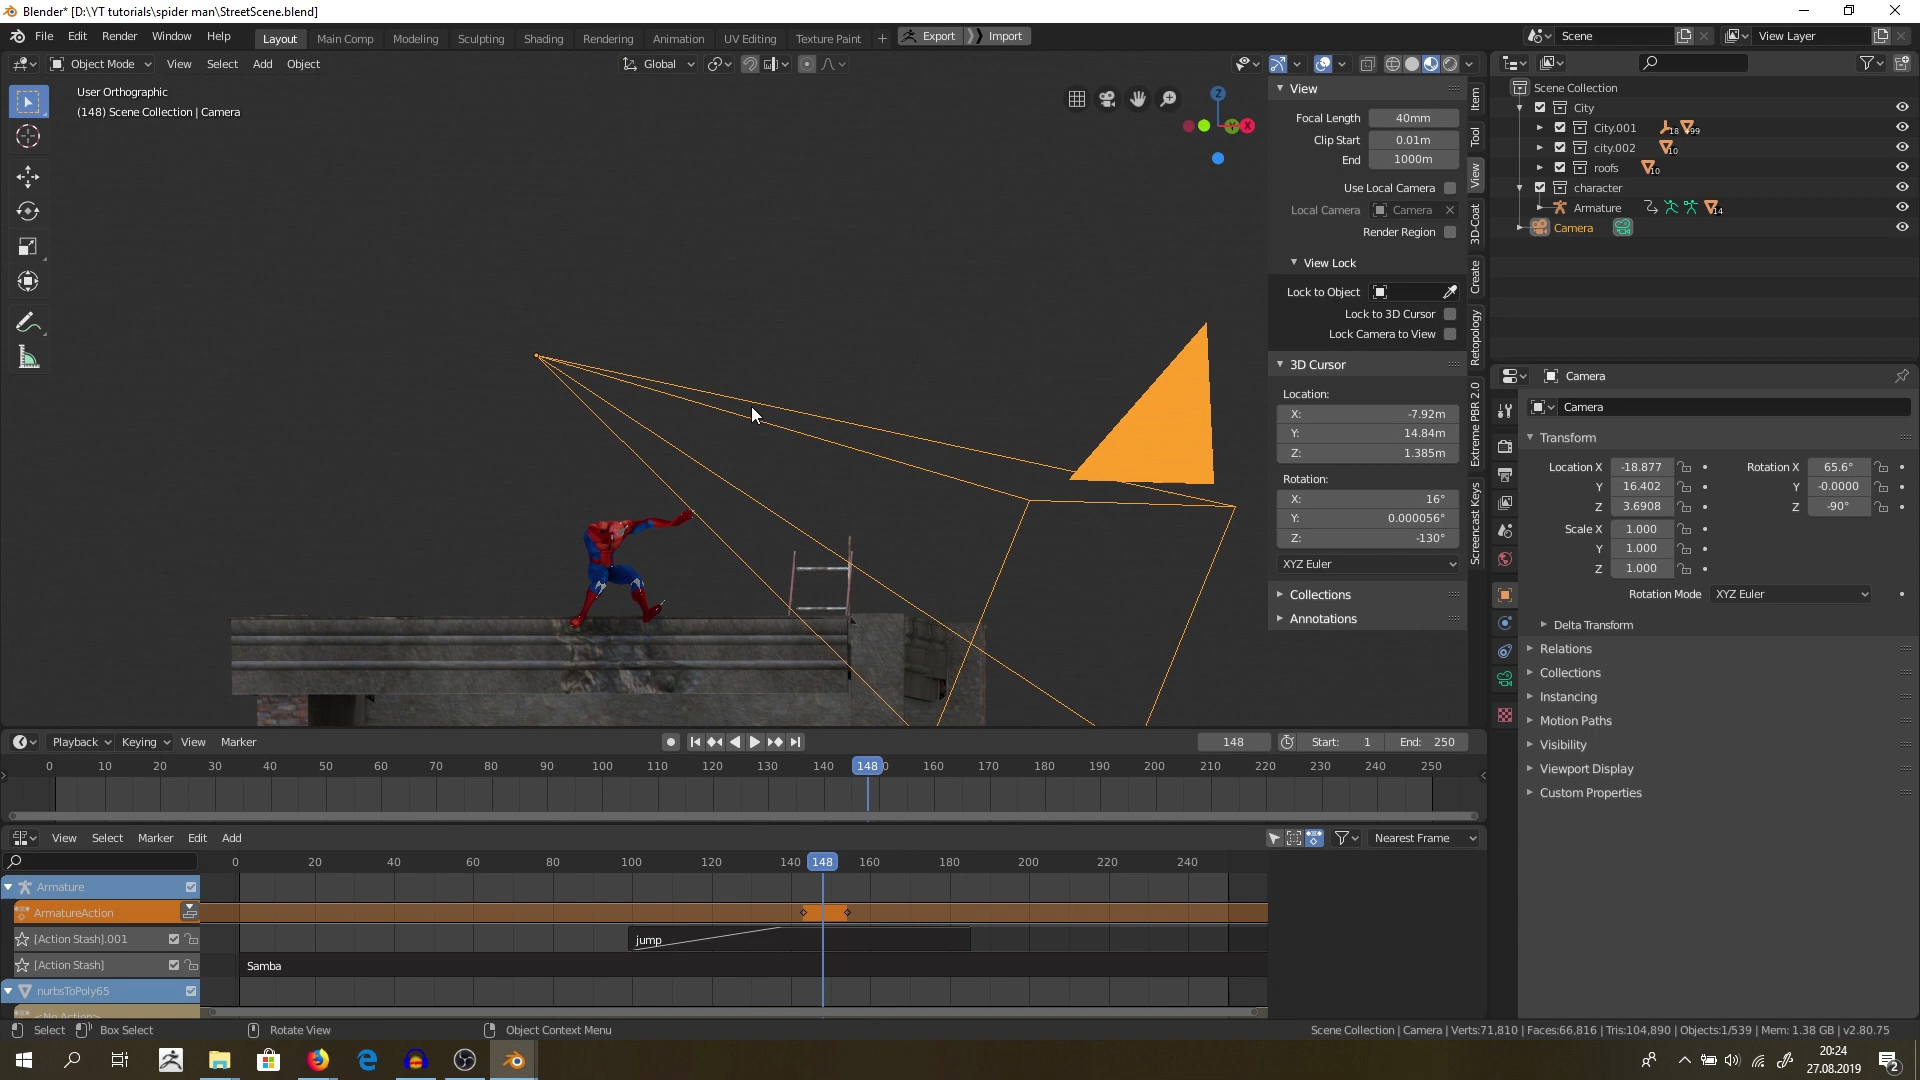 Blender* [D:\YT tutorials\spider man\StreetScene.blend]
File Edit Render Window Help Layout Main Comp Modeling Sculpting Shading Rendering Animation UV Editing Texture Paint + Export Import Scene View Layer
Object Mode View Select Add Object Global
User Orthographic
(148) Scene Collection | Camera
Z
Y
X
View
Focal Length 40mm
Clip Start 0.01m
End 1000m
Use Local Camera
Local Camera Camera
Render Region
View Lock
Lock to Object
Lock to 3D Cursor
Lock Camera to View
3D Cursor
Location:
X: -7.92m
Y: 14.84m
Z: 1.385m
Rotation:
X: 16°
Y: 0.000056°
Z: -130°
XYZ Euler
Collections
Annotations
Item
Tool
View
3D-Coat
Create
Retopology
Extreme PBR 2.0
Screencast Keys
Scene Collection
City
City.001 18 99
city.002 10
roofs 10
character
Armature 14
Camera
Camera
Camera
Transform
Location X -18.877 Rotation X 65.6°
Y 16.402 Y -0.0000
Z 3.6908 Z -90°
Scale X 1.000
Y 1.000
Z 1.000
Rotation Mode XYZ Euler
Delta Transform
Relations
Collections
Instancing
Motion Paths
Visibility
Viewport Display
Custom Properties
Playback Keying View Marker 148 Start: 1 End: 250
0 10 20 30 40 50 60 70 80 90 100 110 120 130 140 148 160 170 180 190 200 210 220 230 240 250
View Select Marker Edit Add Nearest Frame
0 20 40 60 80 100 120 140 148 160 180 200 220 240
Armature
ArmatureAction
[Action Stash].001 jump
[Action Stash] Samba
nurbsToPoly65
<No Action>
Select Box Select Rotate View Object Context Menu Scene Collection | Camera | Verts:71,810 | Faces:66,816 | Tris:104,890 | Objects:1/539 | Mem: 1.38 GB | v2.80.75
20:24
27.08.2019
2